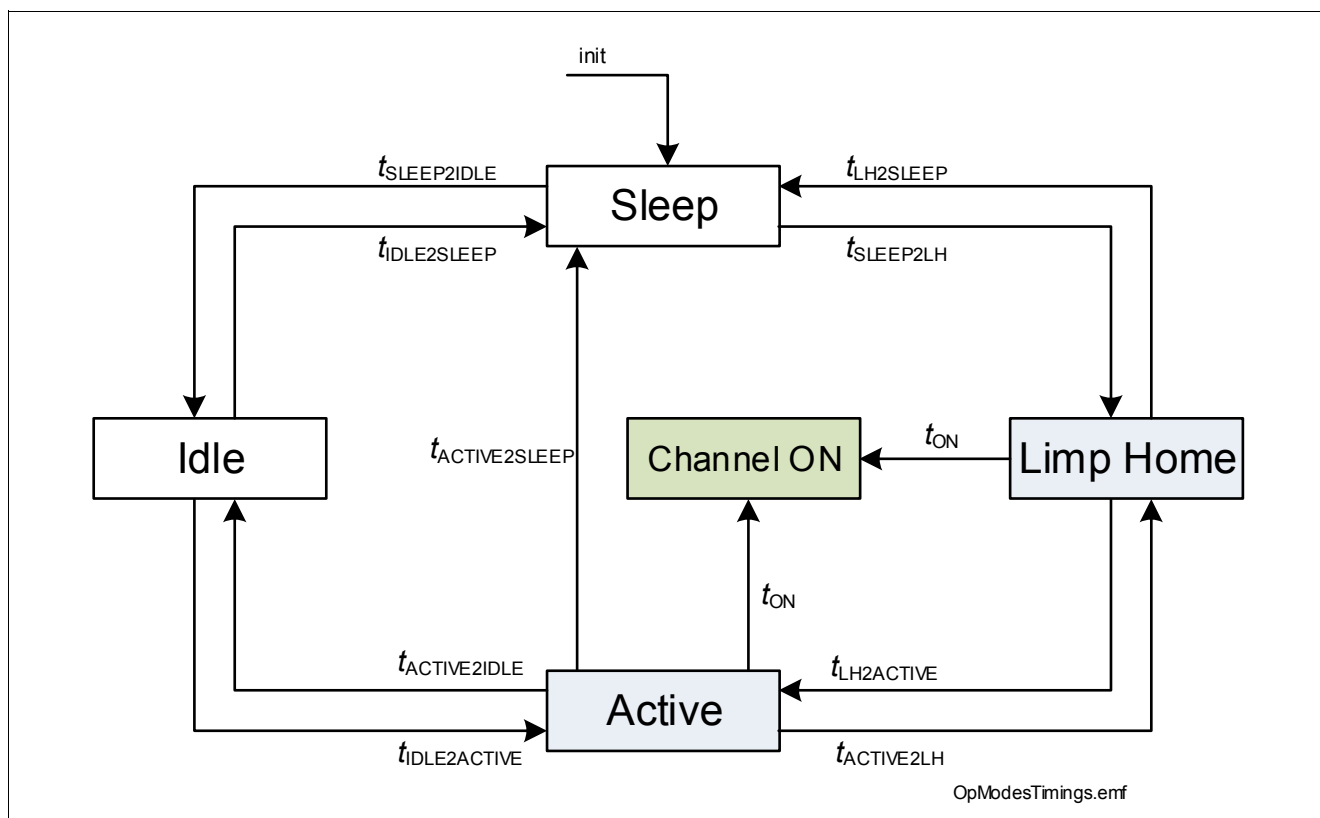 init
tSLEEP2IDLE
tLH2SLEEP
Sleep
tIDLE2SLEEP
tSLEEP2LH
Idle
tACTIVE2SLEEP
Channel ON
tON
Limp Home
tON
tACTIVE2IDLE
tLH2ACTIVE
Active
tIDLE2ACTIVE
tACTIVE2LH
OpModesTimings.emf